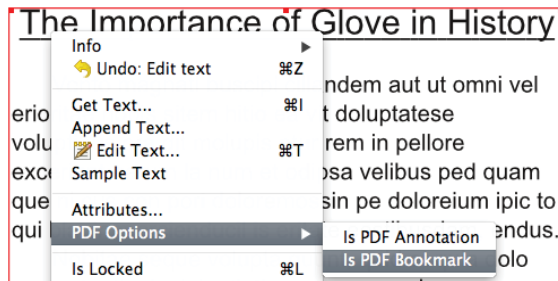 The Importance of Glove in History
Info
Undo: Edit text ⌘Z
ndem aut ut omni vel
Get Text... ⌘I
erio t doluptatese
Append Text...
volu rem in pellore
Edit Text... ⌘T
exce osa velibus ped quam
Sample Text
que sin pe doloreium ipic to
Attributes...
qui endus.
PDF Options
Is PDF Annotation
Is PDF Bookmark
olo
Is Locked ⌘L